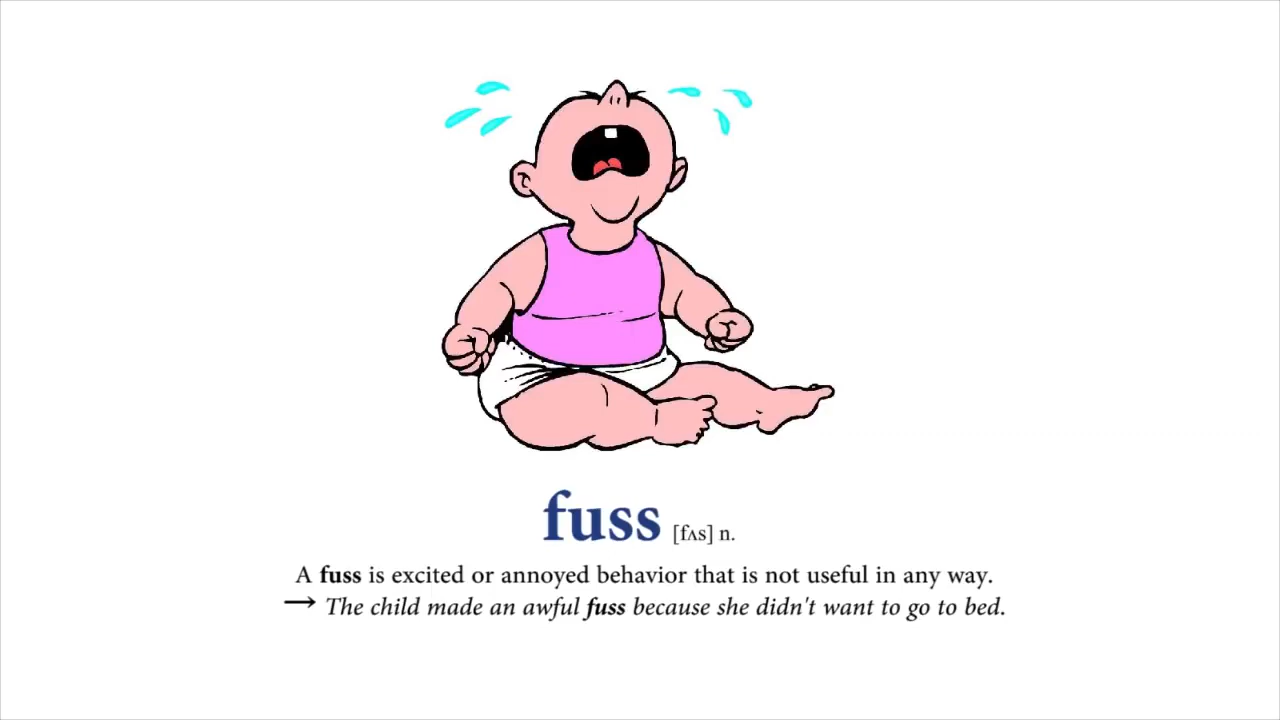 fuss [fʌs] n.
A fuss is excited or annoyed behavior that is not useful in any way.
→ The child made an awful fuss because she didn't want to go to bed.